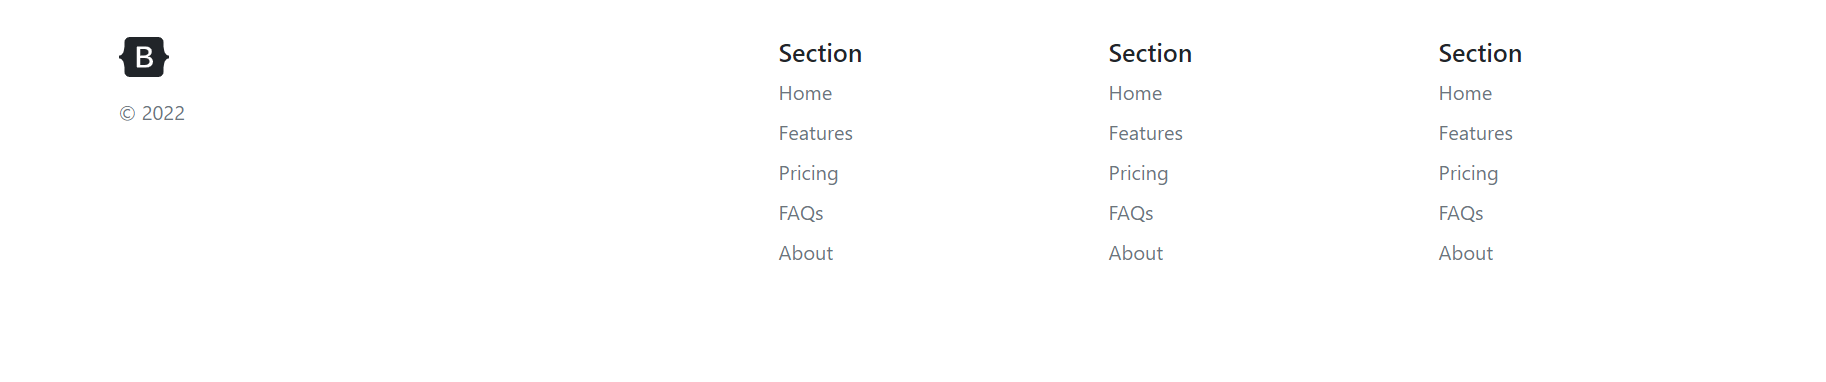 B
© 2022
Section
Home
Features
Pricing
FAQs
About
Section
Home
Features
Pricing
FAQs
About
Section
Home
Features
Pricing
FAQs
About